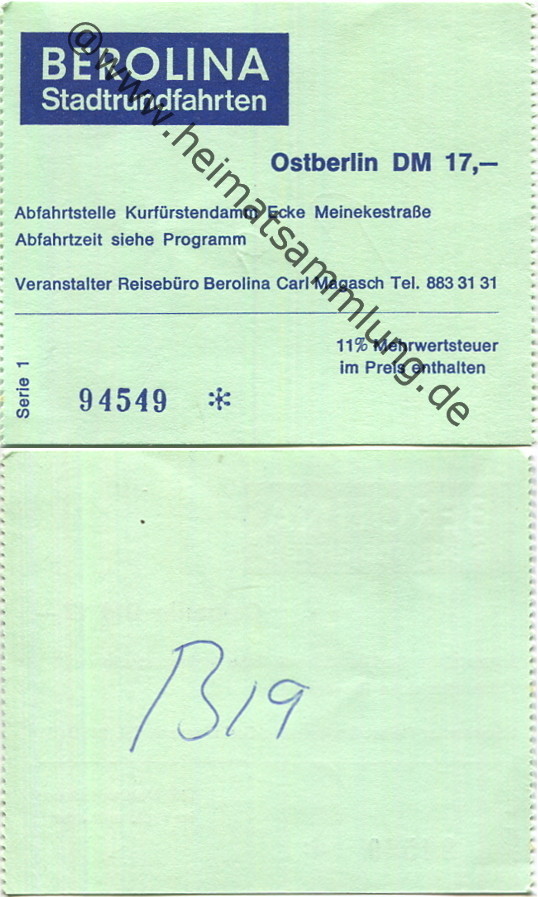 BEROLINA
Stadtrundfahrten
Ostberlin DM 17,—
Abfahrtstelle Kurfürstendamm Ecke Meinekestraße
Abfahrtzeit siehe Programm
Veranstalter Reisebüro Berolina Carl Magasch Tel. 883 31 31
11% Mehrwertsteuer
im Preis enthalten
Serie 1
94549 *
@www.heimatsammlung.de
B19